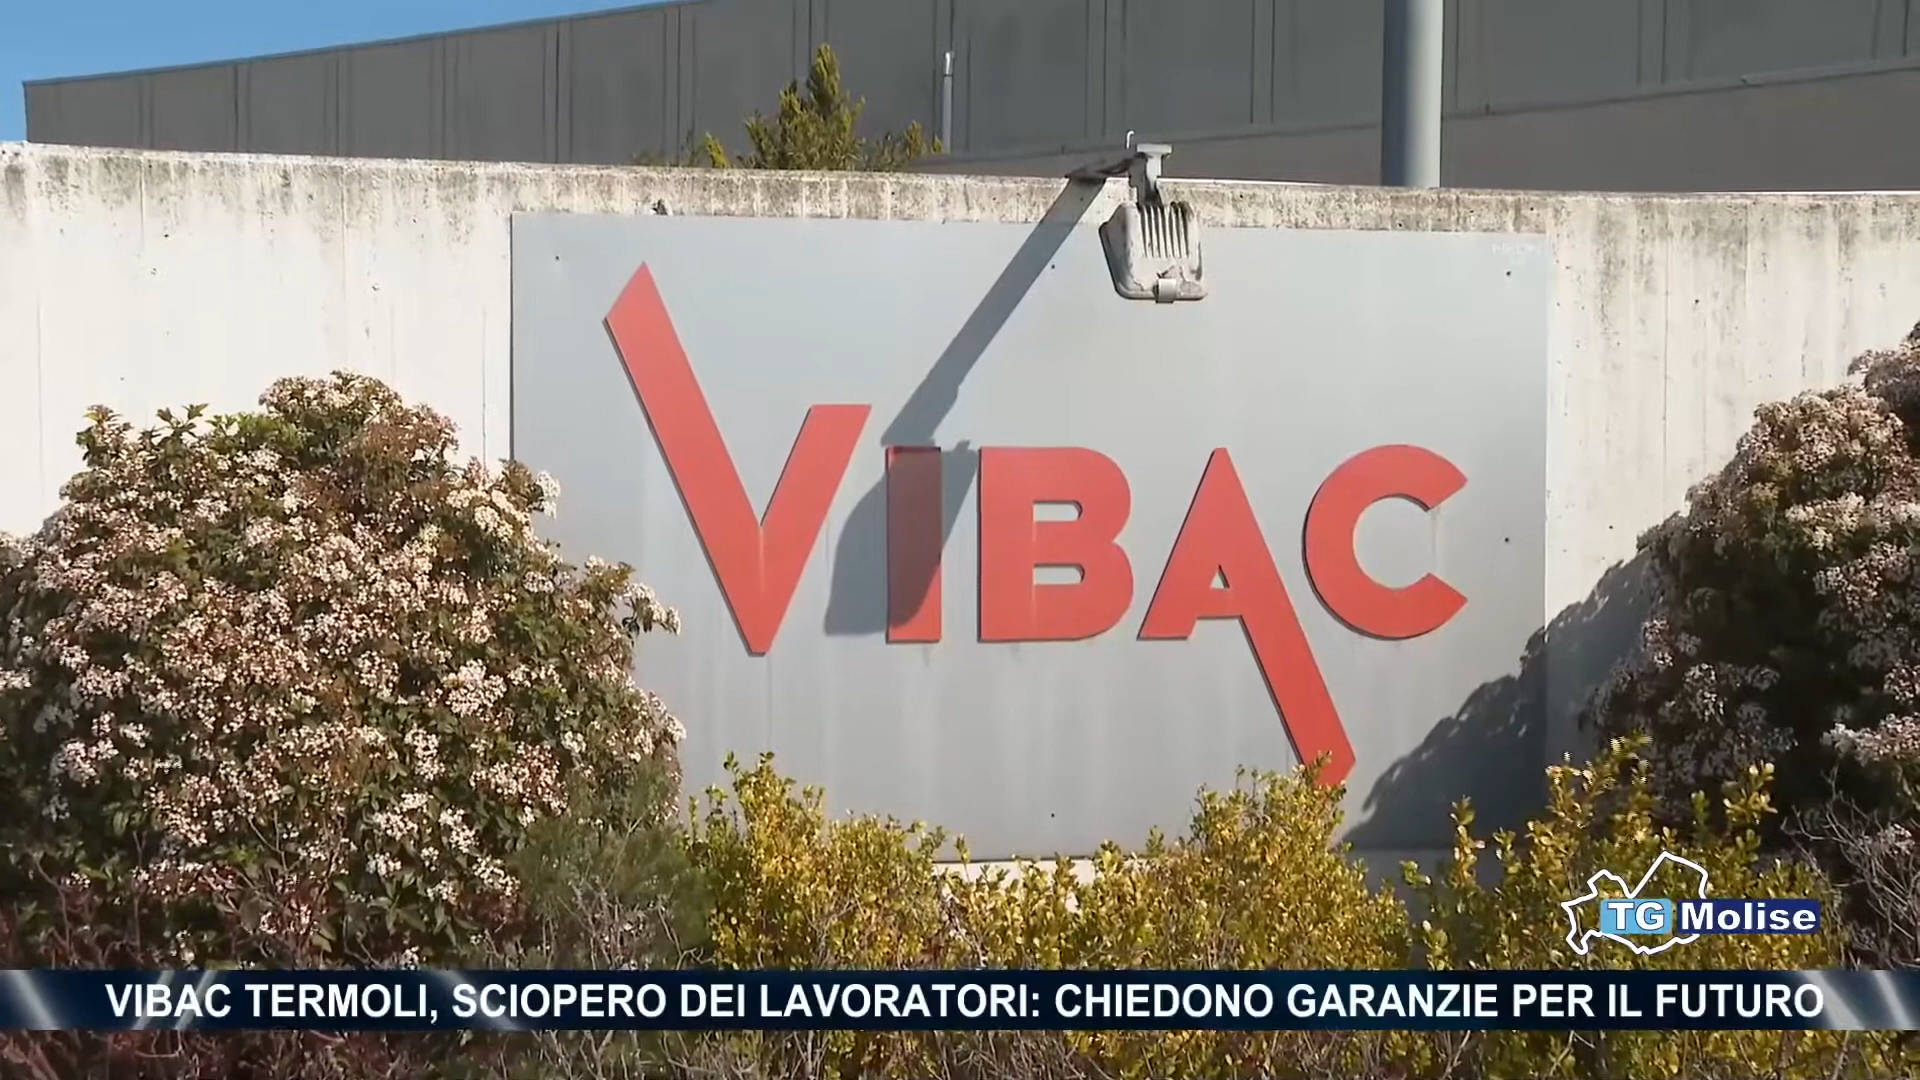 VIBAC
TG Molise
VIBAC TERMOLI, SCIOPERO DEI LAVORATORI: CHIEDONO GARANZIE PER IL FUTURO